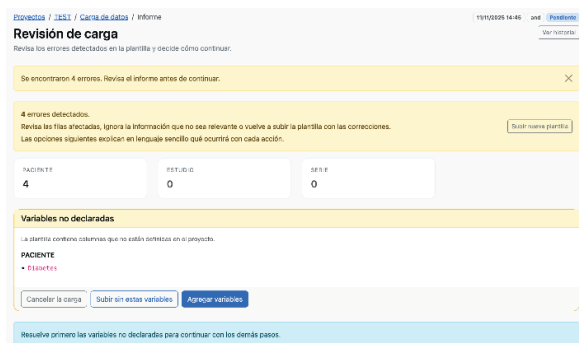 Proyectos / TEST / Carga de datos / Informe
11/11/2025 14:45 and Pendiente
Revisión de carga
Ver historial
Revisa los errores detectados en la plantilla y decide cómo continuar.
Se encontraron 4 errores. Revisa el informe antes de continuar.
4 errores detectados.
Revisa las filas afectadas, ignora la información que no sea relevante o vuelve a subir la plantilla con las correcciones.
Subir nueva plantilla
Las opciones siguientes explican en lenguaje sencillo qué ocurrirá con cada acción.
PACIENTE
4
ESTUDIO
0
SERIE
0
Variables no declaradas
La plantilla contiene columnas que no están definidas en el proyecto.
PACIENTE
• Diabetes
Cancelar la carga
Subir sin estas variables
Agregar variables
Resuelve primero las variables no declaradas para continuar con los demás pasos.